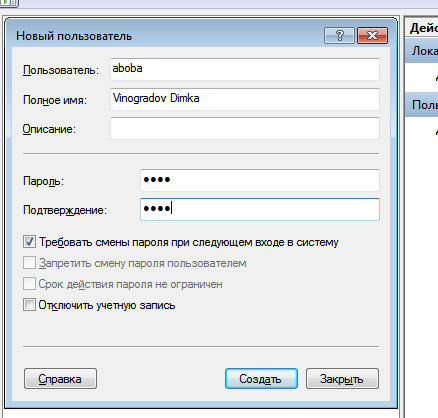 Новый пользователь
Пользователь: aboba
Полное имя: Vinogradov Dimka
Описание:
Пароль: ••••
Подтверждение: ••••
Требовать смены пароля при следующем входе в систему
Запретить смену пароля пользователем
Срок действия пароля не ограничен
Отключить учетную запись
Справка Создать Закрыть
Дейс
Лока
Поль